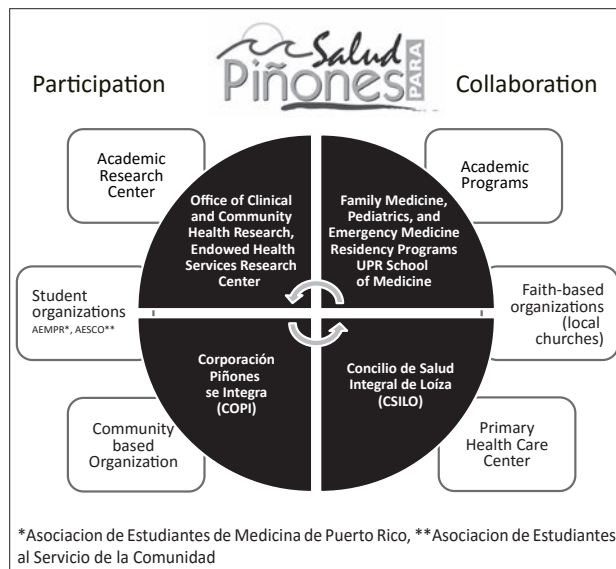 Salud
PARA
Piñones
Participation
Collaboration
Academic
Research
Center
Academic
Programs
Office of Clinical
and Community
Health Research,
Endowed Health
Services Research
Center
Family Medicine,
Pediatrics, and
Emergency Medicine
Residency Programs
UPR School
of Medicine
Student
organizations
AEMPR*, AESCO**
Faith-based
organizations
(local
churches)
Corporación
Piñones
se Integra
(COPI)
Concilio de Salud
Integral de Loíza
(CSILO)
Community
based
Organization
Primary
Health Care
Center
*Asociacion de Estudiantes de Medicina de Puerto Rico, **Asociacion de Estudiantes
al Servicio de la Comunidad